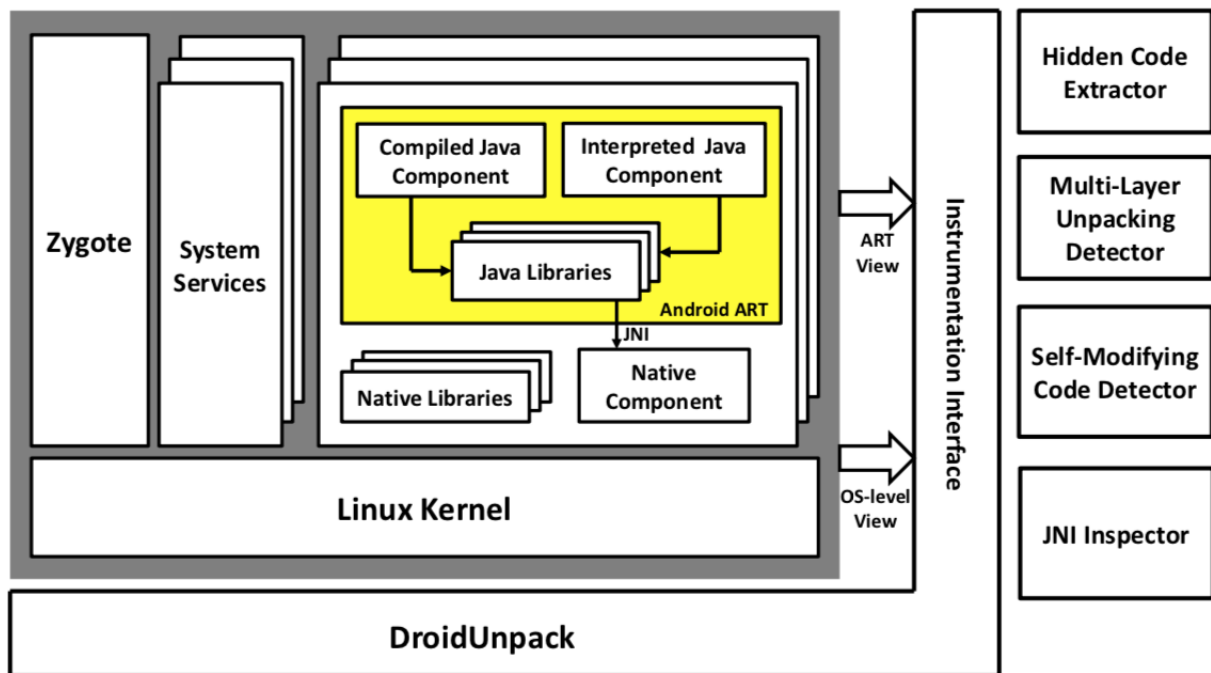 Zygote
System
Services
Compiled Java
Component
Interpreted Java
Component
Java Libraries
Android ART
JNI
Native Libraries
Native
Component
Linux Kernel
ART
View
OS-level
View
Instrumentation Interface
DroidUnpack
Hidden Code
Extractor
Multi-Layer
Unpacking
Detector
Self-Modifying
Code Detector
JNI Inspector